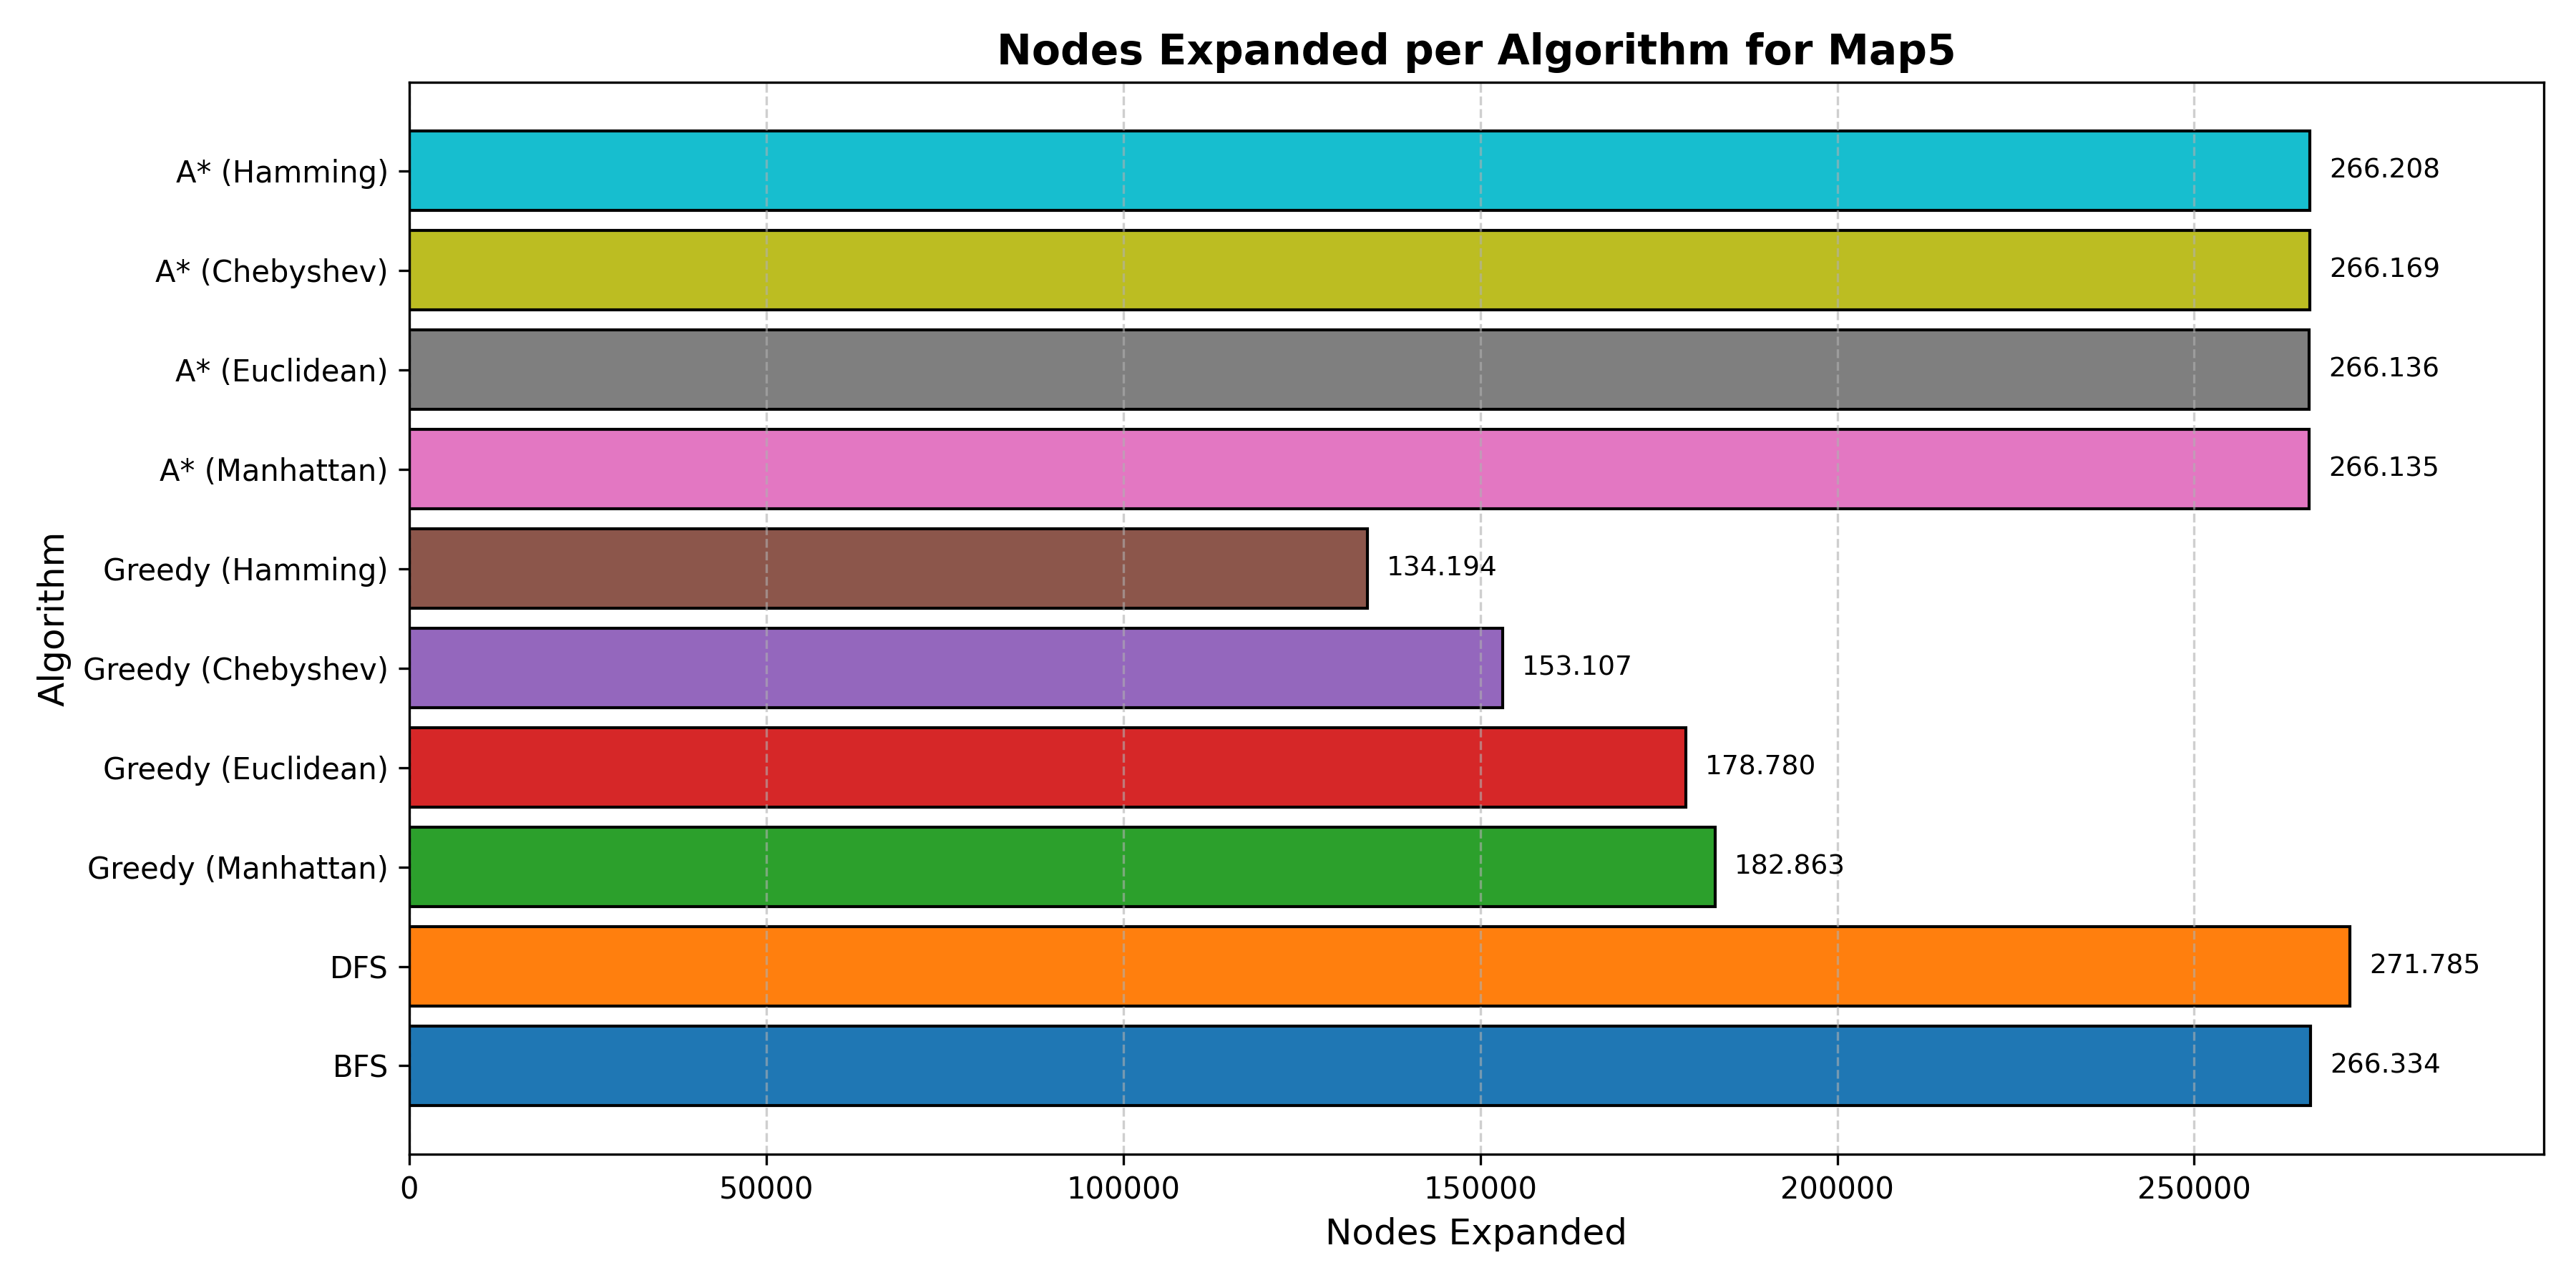 Nodes Expanded per Algorithm for Map5
Algorithm
A* (Hamming) 266.208
A* (Chebyshev) 266.169
A* (Euclidean) 266.136
A* (Manhattan) 266.135
Greedy (Hamming) 134.194
Greedy (Chebyshev) 153.107
Greedy (Euclidean) 178.780
Greedy (Manhattan) 182.863
DFS 271.785
BFS 266.334
0 50000 100000 150000 200000 250000
Nodes Expanded